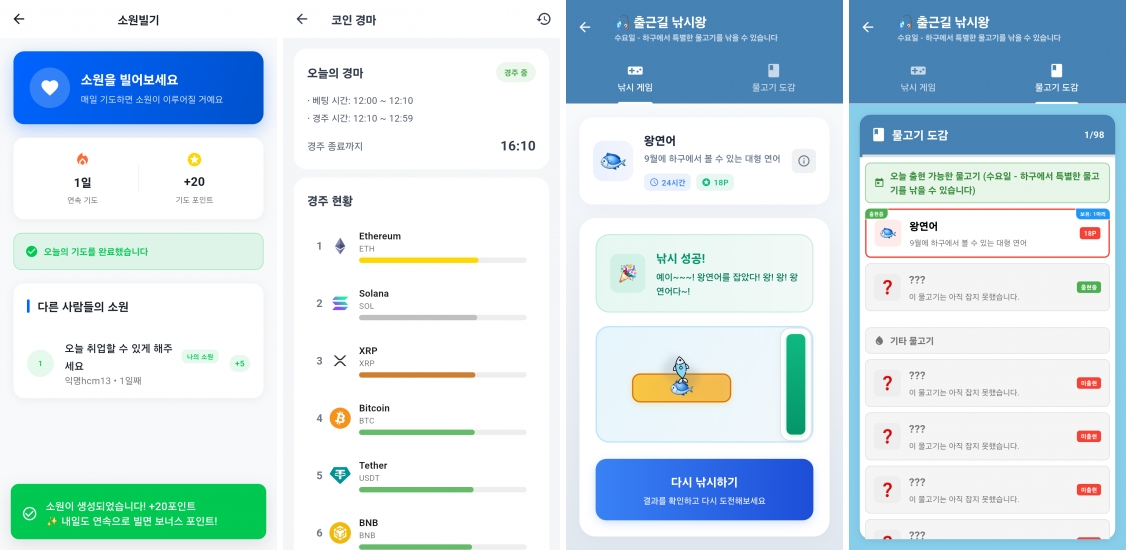 소원빌기
소원을 빌어보세요
매일 기도하면 소원이 이루어질 거예요
1일
연속 기도
+20
기도 포인트
오늘의 기도를 완료했습니다
다른 사람들의 소원
1
오늘 취업할 수 있게 해주
세요
나의 소원
+5
익명hcm13 • 1일째
소원이 생성되었습니다! +20포인트
✨ 내일도 연속으로 빌면 보너스 포인트!
코인 경마
오늘의 경마
경주 중
· 베팅 시간: 12:00 ~ 12:10
· 경주 시간: 12:10 ~ 12:59
경주 종료까지
16:10
경주 현황
1
Ethereum
ETH
2
Solana
SOL
3
XRP
XRP
4
Bitcoin
BTC
5
Tether
USDT
6
BNB
BNB
출근길 낚시왕
수요일 - 하구에서 특별한 물고기를 낚을 수 있습니다
낚시 게임
물고기 도감
왕연어
9월에 하구에서 볼 수 있는 대형 연어
24시간
18P
낚시 성공!
예이~~~! 왕연어를 잡았다! 왕! 왕! 왕
연어다~!
다시 낚시하기
결과를 확인하고 다시 도전해보세요
출근길 낚시왕
수요일 - 하구에서 특별한 물고기를 낚을 수 있습니다
낚시 게임
물고기 도감
물고기 도감
1/98
오늘 출현 가능한 물고기 (수요일 - 하구에서 특별한 물고
기를 낚을 수 있습니다)
출현중
보유: 1마리
왕연어
9월에 하구에서 볼 수 있는 대형 연어
18P
???
이 물고기는 아직 잡지 못했습니다.
출현중
기타 물고기
???
이 물고기는 아직 잡지 못했습니다.
미출현
???
이 물고기는 아직 잡지 못했습니다.
미출현
???
이 물고기는 아직 잡지 못했습니다.
미출현
???